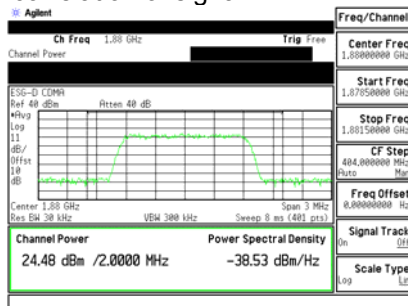 Agilent
Freq/Channel
Ch Freq 1.88 GHz Trig Free
Channel Power
Center Freq
1.88000000 GHz
Start Freq
1.87850000 GHz
Stop Freq
1.88150000 GHz
CF Step
404.000000 MHz
Auto Man
Freq Offset
0.00000000 Hz
Signal Track
On Off
Scale Type
Log Lin
ESG-D CDMA
Ref 40 dBm Atten 40 dB
#Avg
Log
11
dB/
Offst
10
dB
Center 1.88 GHz Span 3 MHz
Res BW 30 kHz VBW 300 kHz Sweep 8 ms (401 pts)
Channel Power Power Spectral Density
24.48 dBm /2.0000 MHz -38.53 dBm/Hz